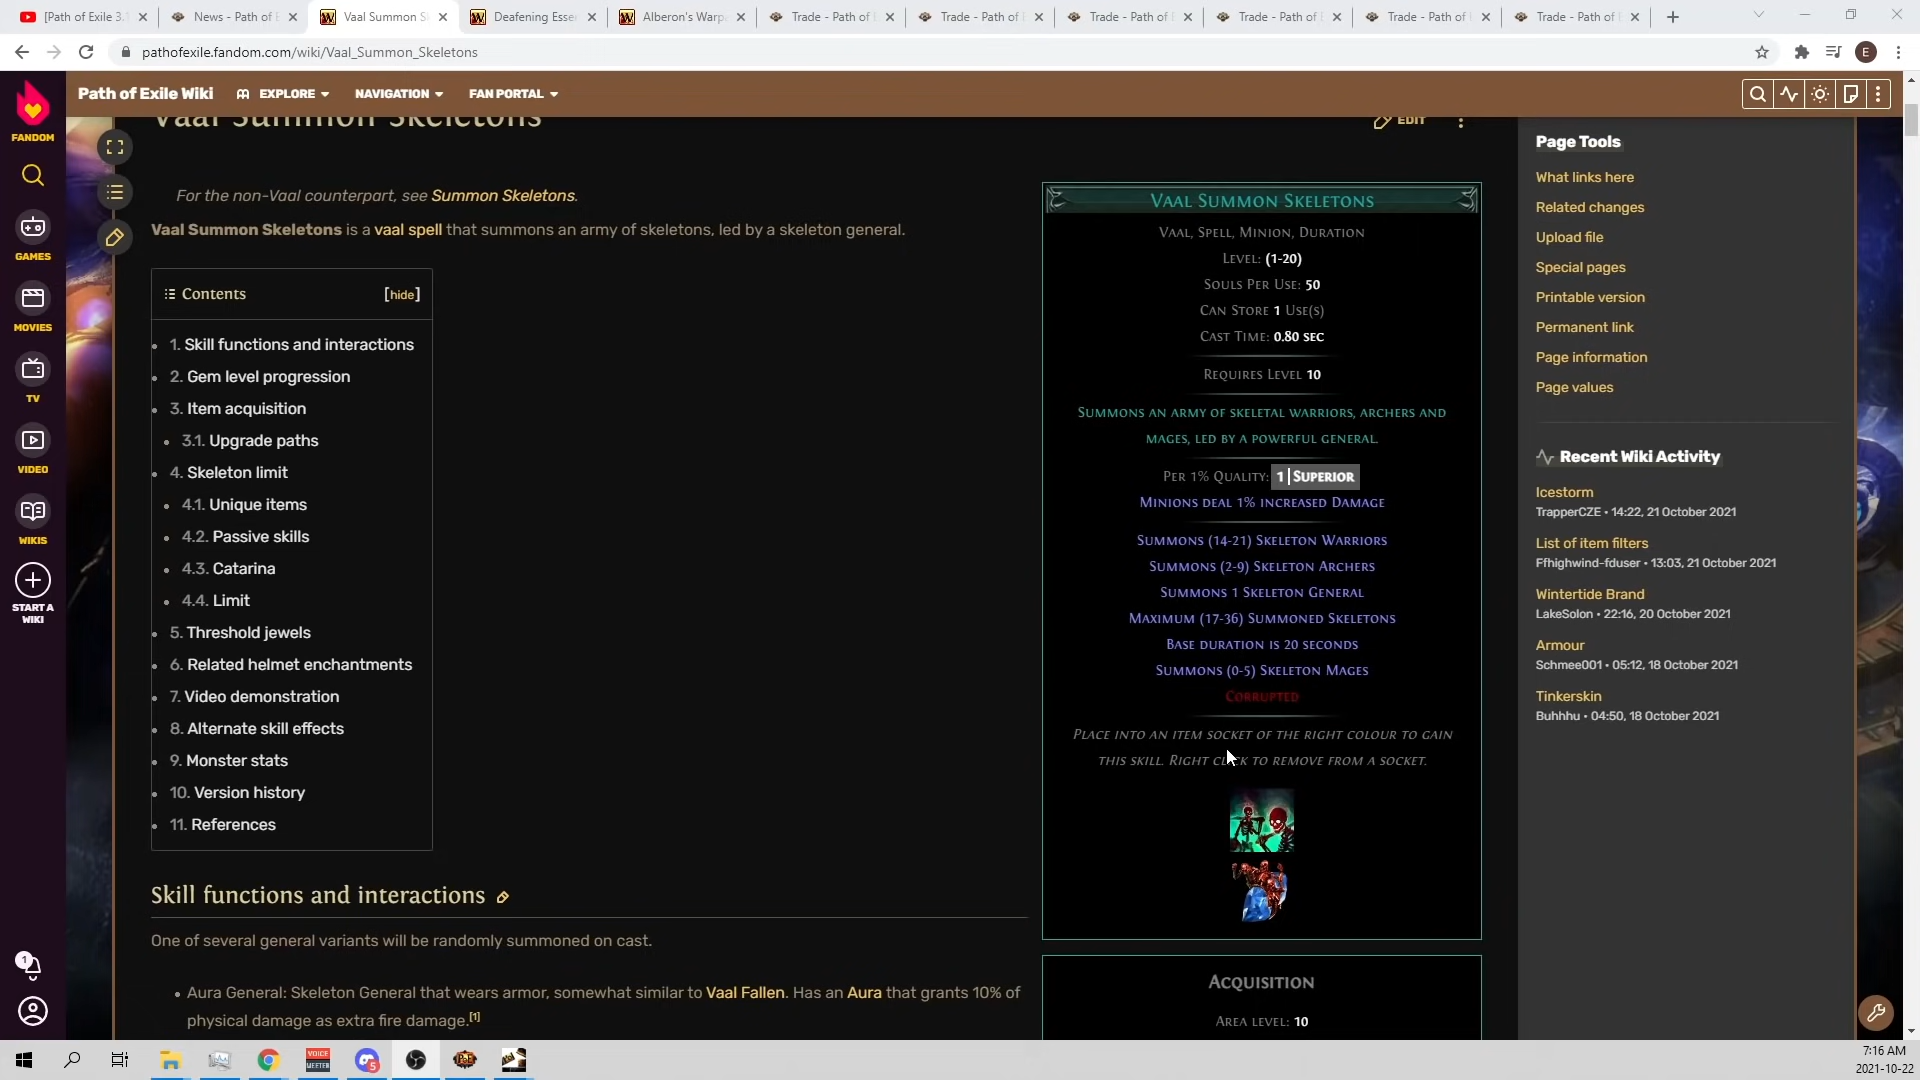 [Path of Exile 3.
News - Path of E
Vaal Summon S
Deafening Esse
Alberon's Warp
Trade - Path of E
Trade - Path of E
Trade - Path of E
Trade - Path of E
Trade - Path of E
Trade - Path of E
pathofexile.fandom.com/wiki/Vaal_Summon_Skeletons
E
Path of Exile Wiki
EXPLORE
NAVIGATION
FAN PORTAL
FANDOM
GAMES
MOVIES
TV
VIDEO
WIKIS
START A
WIKI
1
Vaal Summon Skeletons
EDIT
For the non-Vaal counterpart, see Summon Skeletons.
Vaal Summon Skeletons is a vaal spell that summons an army of skeletons, led by a skeleton general.
Contents [hide]
1. Skill functions and interactions
2. Gem level progression
3. Item acquisition
3.1. Upgrade paths
4. Skeleton limit
4.1. Unique items
4.2. Passive skills
4.3. Catarina
4.4. Limit
5. Threshold jewels
6. Related helmet enchantments
7. Video demonstration
8. Alternate skill effects
9. Monster stats
10. Version history
11. References
Skill functions and interactions
One of several general variants will be randomly summoned on cast.
Aura General: Skeleton General that wears armor, somewhat similar to Vaal Fallen. Has an Aura that grants 10% of
physical damage as extra fire damage.[1]
Vaal Summon Skeletons
Vaal, Spell, Minion, Duration
Level: (1-20)
Souls Per Use: 50
Can Store 1 Use(s)
Cast Time: 0.80 sec
Requires Level 10
Summons an army of skeletal warriors, archers and
mages, led by a powerful general.
Per 1% Quality: 1 | Superior
Minions deal 1% increased Damage
Summons (14-21) Skeleton Warriors
Summons (2-9) Skeleton Archers
Summons 1 Skeleton General
Maximum (17-36) Summoned Skeletons
Base duration is 20 seconds
Summons (0-5) Skeleton Mages
Corrupted
Place into an item socket of the right colour to gain
this skill. Right click to remove from a socket.
Acquisition
Area level: 10
Page Tools
What links here
Related changes
Upload file
Special pages
Printable version
Permanent link
Page information
Page values
Recent Wiki Activity
Icestorm
TrapperCZE • 14:22, 21 October 2021
List of item filters
Ffhighwind-fduser • 13:03, 21 October 2021
Wintertide Brand
LakeSolon • 22:16, 20 October 2021
Armour
Schmee001 • 05:12, 18 October 2021
Tinkerskin
Buhhhu • 04:50, 18 October 2021
VOICE
MEETER
5
PoE
7:16 AM
2021-10-22